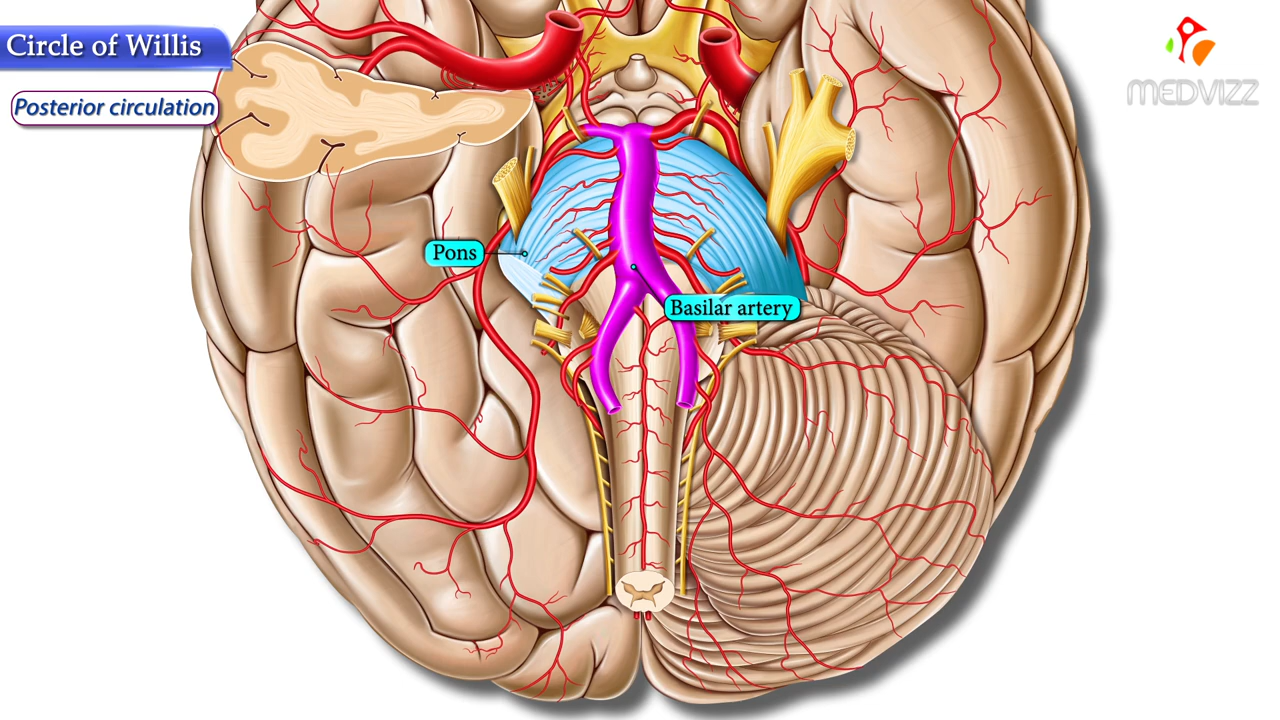 Circle of Willis
Posterior circulation
MEDVIZZ
Pons
Basilar artery